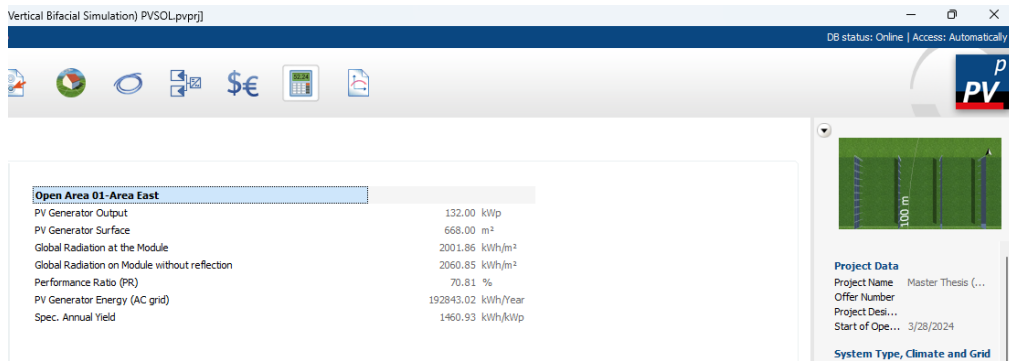 Vertical Bifacial Simulation) PVSOL.pvprj]
DB status: Online | Access: Automatically
$€
53,24
p
PV
Open Area 01-Area East
PV Generator Output 132.00 kWp
PV Generator Surface 668.00 m²
Global Radiation at the Module 2001.86 kWh/m²
Global Radiation on Module without reflection 2060.85 kWh/m²
Performance Ratio (PR) 70.81 %
PV Generator Energy (AC grid) 192843.02 kWh/Year
Spec. Annual Yield 1460.93 kWh/kWp
100 m
Project Data
Project Name Master Thesis (...
Offer Number
Project Desi...
Start of Ope... 3/28/2024
System Type, Climate and Grid